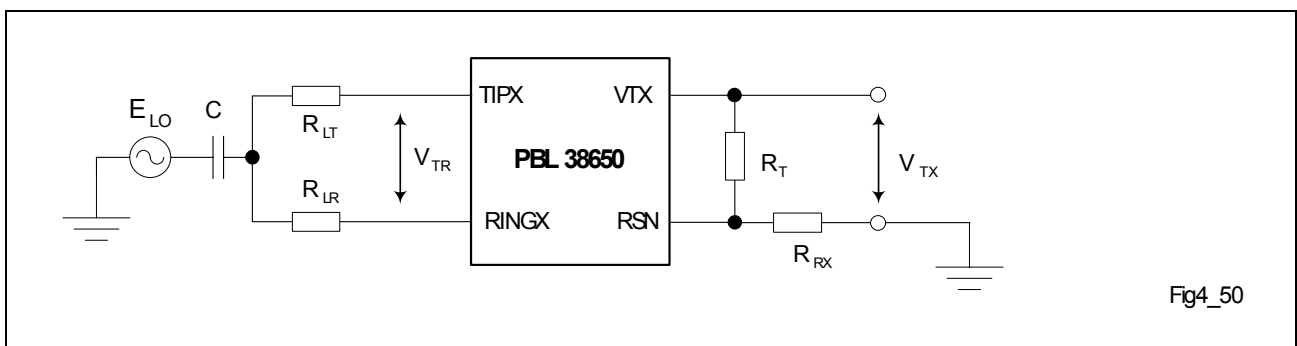 E LO
C
R LT
R LR
V TR
TIPX
VTX
PBL 38650
RINGX
RSN
R T
R RX
V TX
Fig4_50